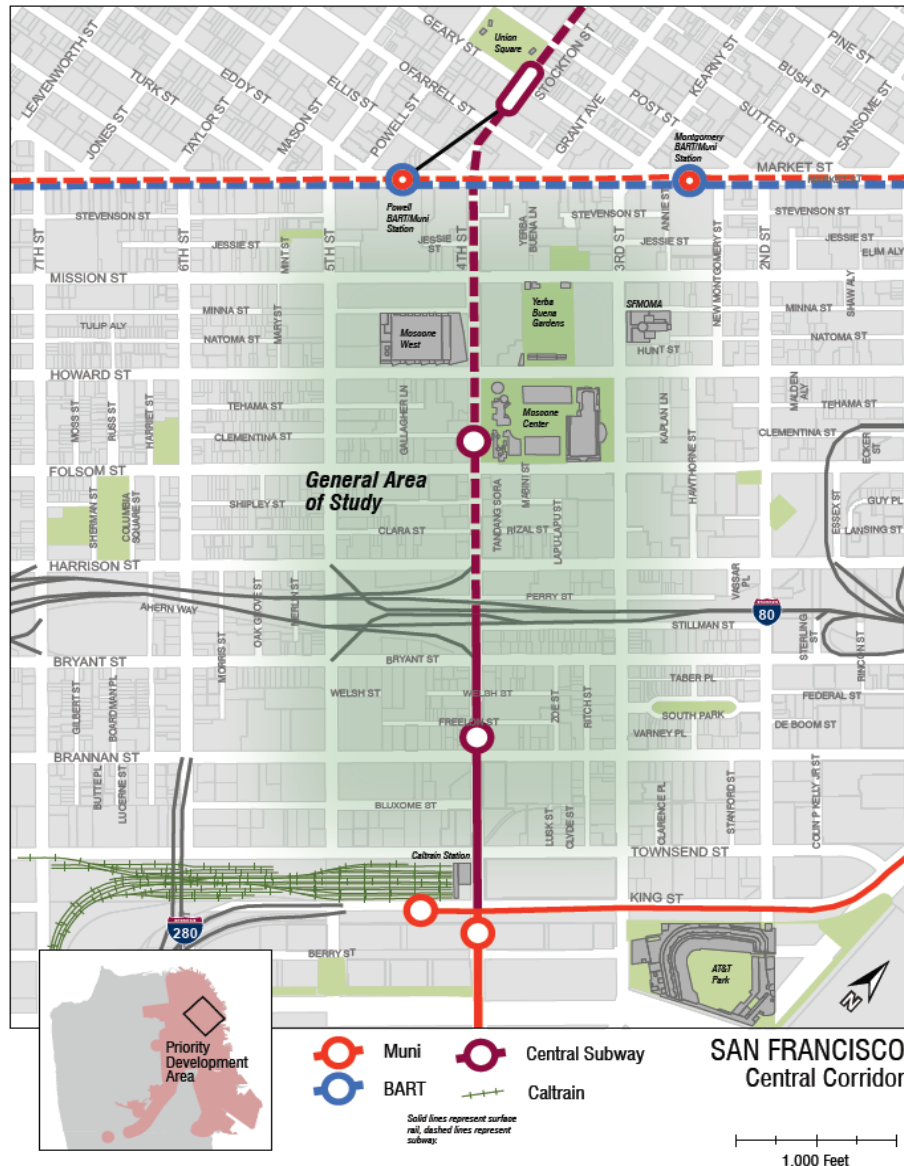 LEAVENWORTH ST
JONES ST
TURK ST
TAYLOR ST
EDDY ST
MASON ST
ELLIS ST
POWELL ST
OFARRELL ST
GEARY ST
Union
Square
STOCKTON ST
GRANT AVE
POST ST
KEARNY ST
SUTTER ST
BUSH ST
PINE ST
SANSOME ST
Montgomery
BART/Muni
Station
MARKET ST
MARKET ST
Powell
BART/Muni
Station
STEVENSON ST
STEVENSON ST
STEVENSON ST
7TH ST
6TH ST
JESSIE ST
MINT ST
5TH ST
JESSIE
ST
4TH ST
YERBA
BUENA LN
3RD ST
JESSIE ST
ANNIE ST
NEW MONTGOMERY ST
2ND ST
JESSIE ST
ELIM ALY
MISSION ST
MINNA ST
TULIP ALY
NATOMA ST
MARY ST
Moscone
West
Yerba
Buena
Gardens
SFMOMA
HUNT ST
MINNA ST
SHAW ALY
NATOMA ST
HOWARD ST
MOSS ST
RUSS ST
HARRIET ST
TEHAMA ST
CLEMENTINA ST
GALLAGHER LN
Moscone
Center
KAPLAN LN
HAWTHORNE ST
MALDEN
ALY
TEHAMA ST
CLEMENTINA ST
ECKER
ST
FOLSOM ST
General Area
of Study
SHERMAN ST
COLUMBIA
SQUARE ST
SHIPLEY ST
CLARA ST
TANDANG SORA
MABINI ST
RIZAL ST
LAPU-LAPU ST
ESSEX ST
GUY PL
LANSING ST
HARRISON ST
AHERN WAY
OAK GROVE ST
MERLIN ST
MORRIS ST
PERRY ST
VASSAR
PL
80
STILLMAN ST
STERLING
ST
RINCON ST
BRYANT ST
BRYANT ST
GILBERT ST
BOARDMAN PL
WELSH ST
WELSH ST
FREELON ST
ZOE ST
RITCH ST
TABER PL
SOUTH PARK
VARNEY PL
FEDERAL ST
DE BOOM ST
BRANNAN ST
BUTTE PL
LUCERNE ST
BLUXOME ST
LUSK ST
CLYDE ST
CLARENCE PL
STANFORD ST
COLIN P KELLY JR ST
TOWNSEND ST
Caltrain Station
KING ST
280
BERRY ST
AT&T
Park
N
Priority
Development
Area
Muni
BART
Central Subway
Caltrain
Solid lines represent surface
rail, dashed lines represent
subway.
SAN FRANCISCO
Central Corridor
1,000 Feet